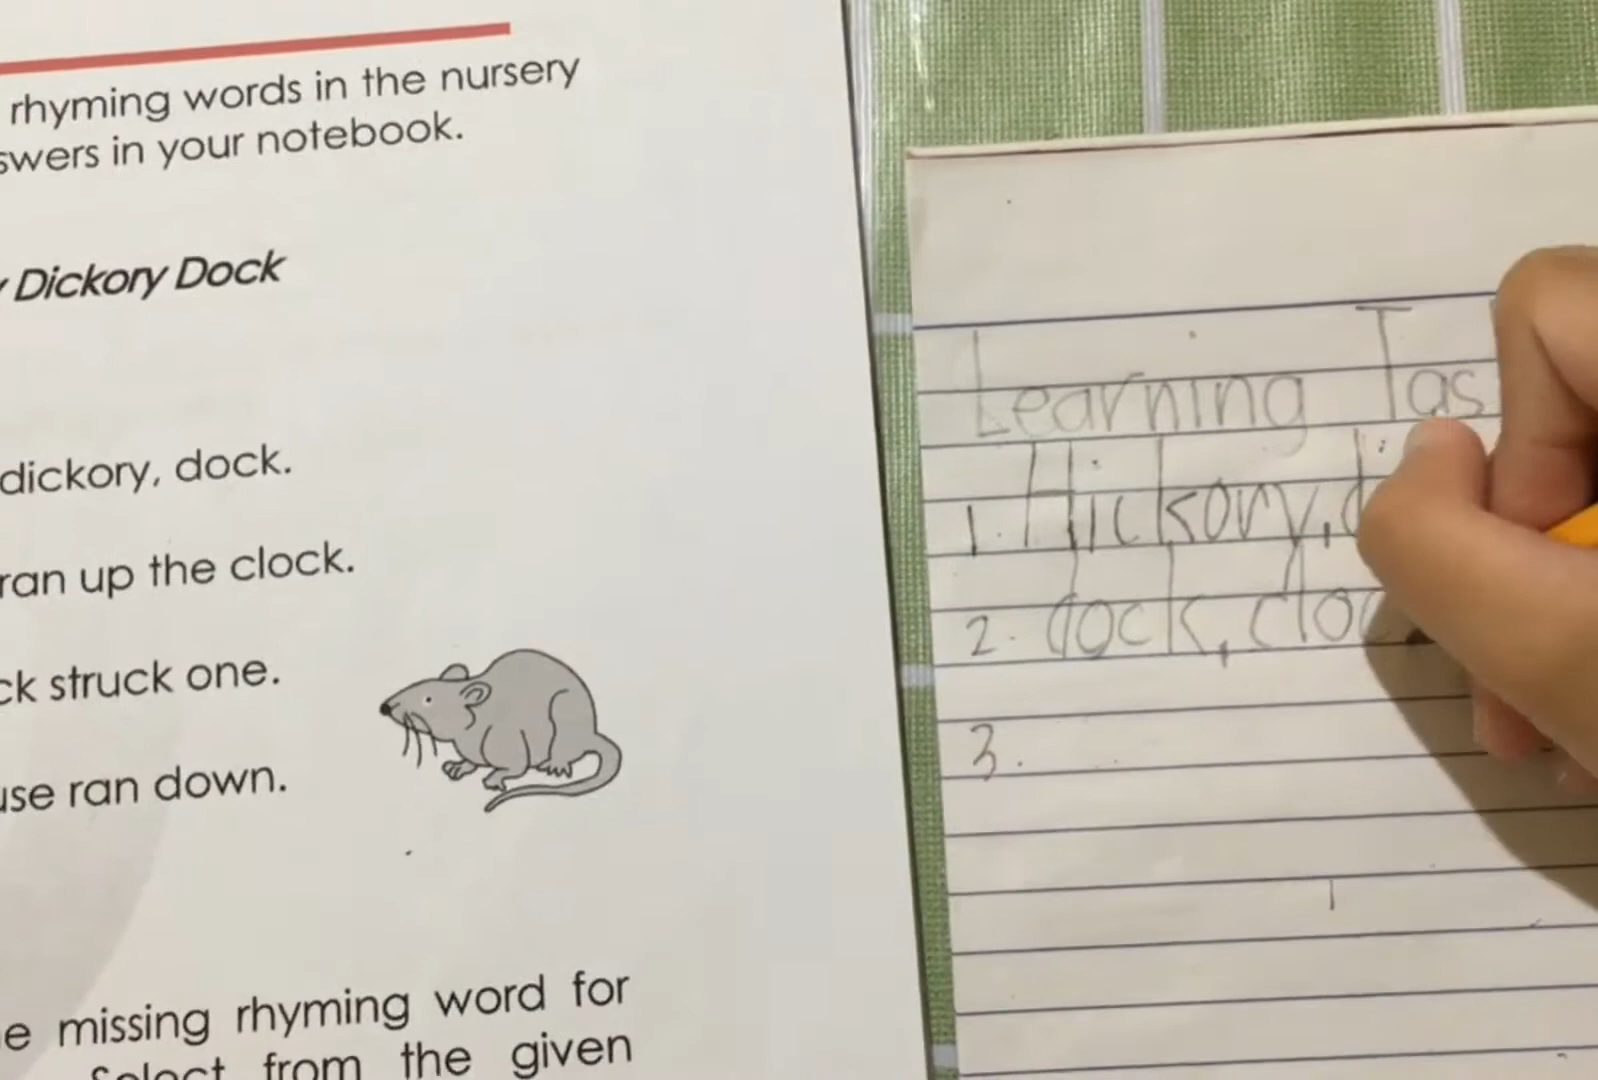 rhyming words in the nursery
swers in your notebook.
Dickory Dock
dickory, dock.
ran up the clock.
ck struck one.
use ran down.
e missing rhyming word for
Select from the given
Learning Tas
1. Hickory, d
2. dock, cloc
3.